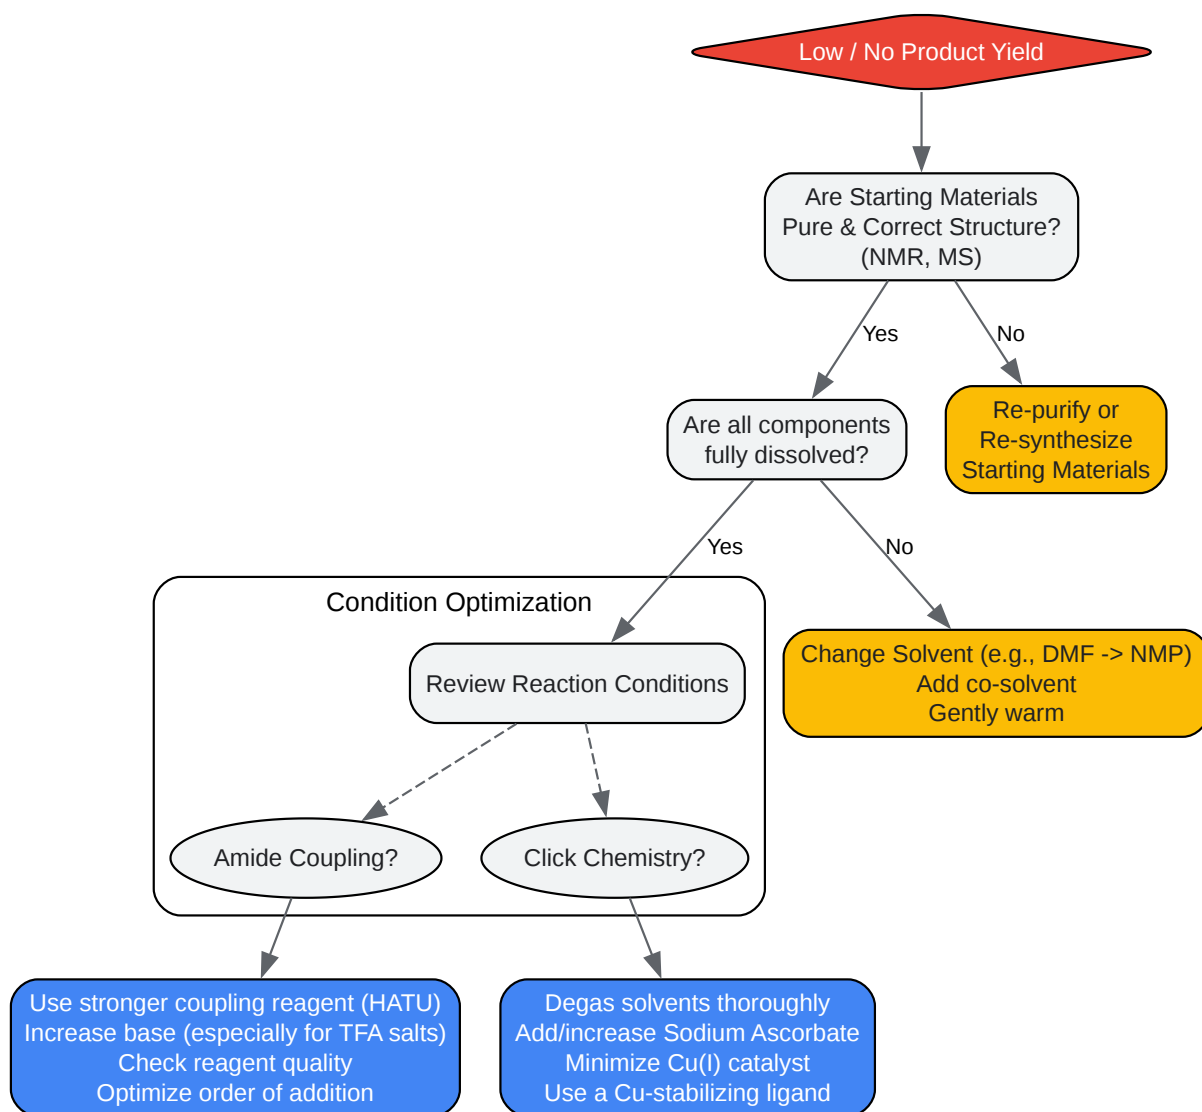 Low / No Product Yield
Are Starting Materials
Pure & Correct Structure?
(NMR, MS)
Yes
No
Are all components
fully dissolved?
Re-purify or
Re-synthesize
Starting Materials
Yes
No
Condition Optimization
Review Reaction Conditions
Change Solvent (e.g., DMF -> NMP)
Add co-solvent
Gently warm
Amide Coupling?
Click Chemistry?
Use stronger coupling reagent (HATU)
Increase base (especially for TFA salts)
Check reagent quality
Optimize order of addition
Degas solvents thoroughly
Add/increase Sodium Ascorbate
Minimize Cu(I) catalyst
Use a Cu-stabilizing ligand